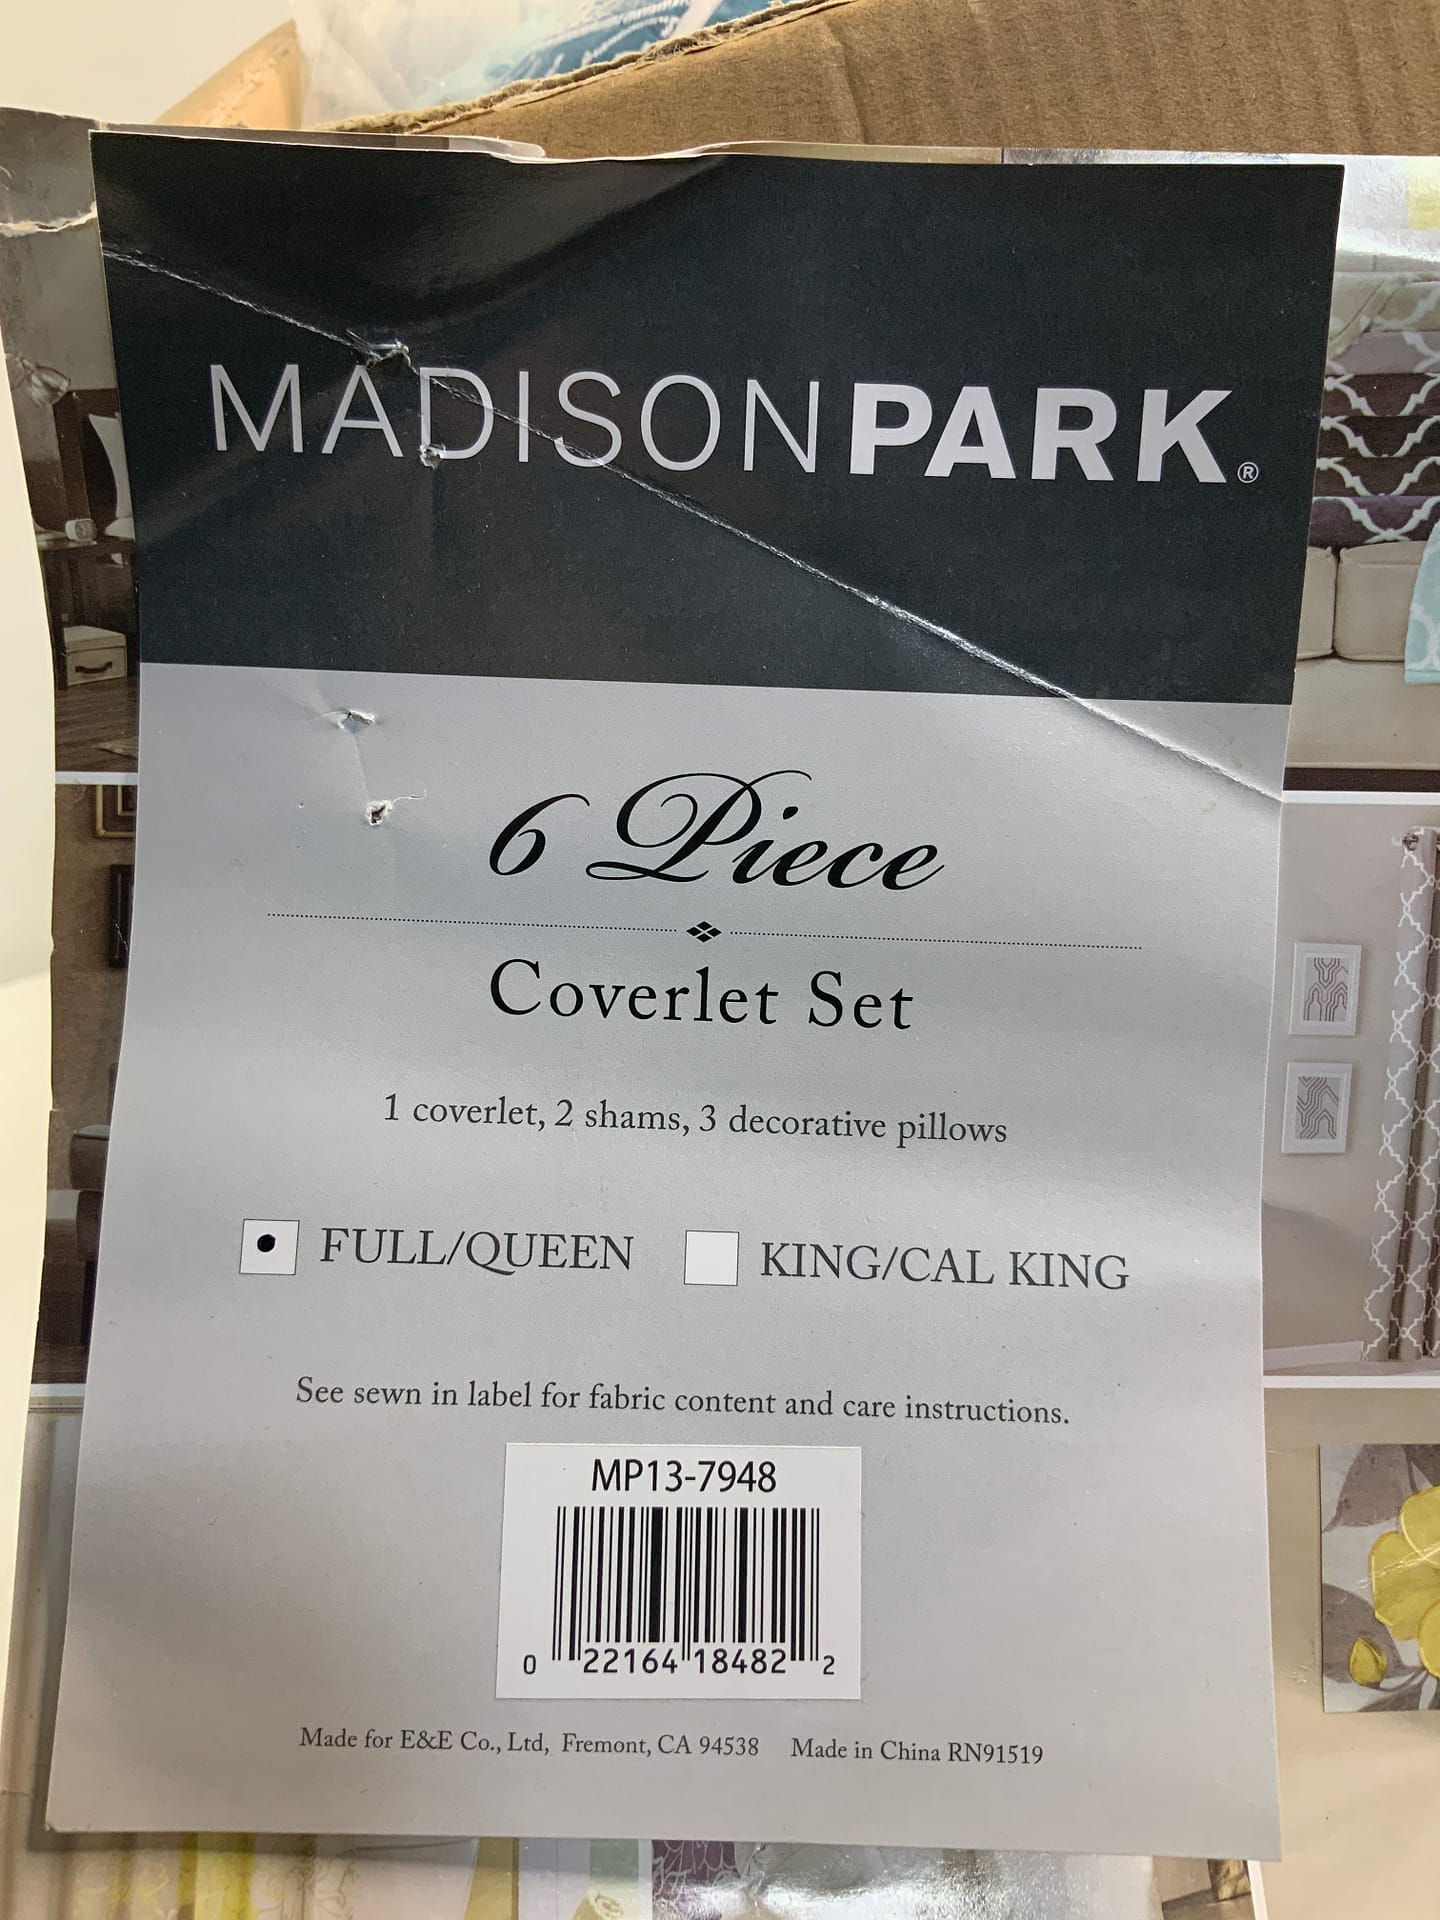 MADISONPARK®
6 Piece
Coverlet Set
1 coverlet, 2 shams, 3 decorative pillows
FULL/QUEEN KING/CAL KING
See sewn in label for fabric content and care instructions.
MP13-7948
0 22164 18482 2
Made for E&E Co., Ltd, Fremont, CA 94538 Made in China RN91519